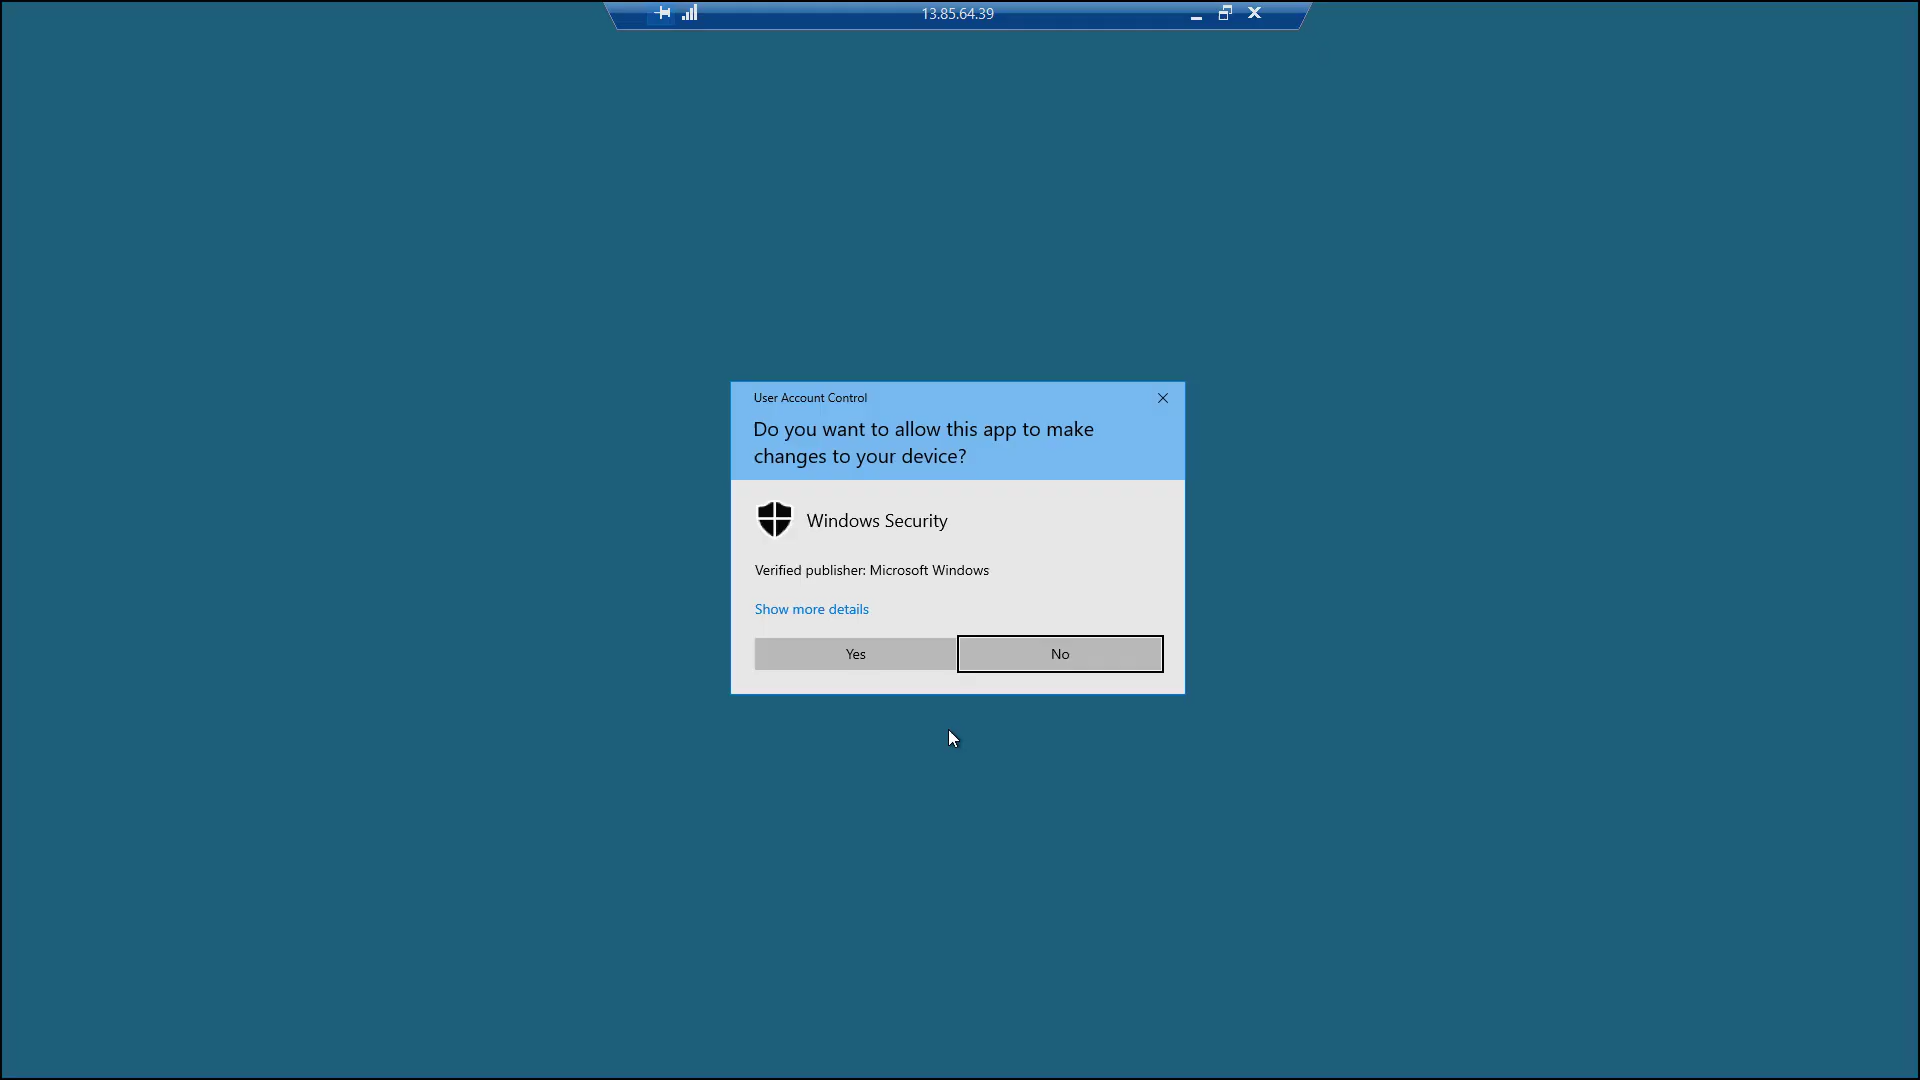 13.85.64.39
User Account Control
Do you want to allow this app to make
changes to your device?
Windows Security
Verified publisher: Microsoft Windows
Show more details
Yes
No